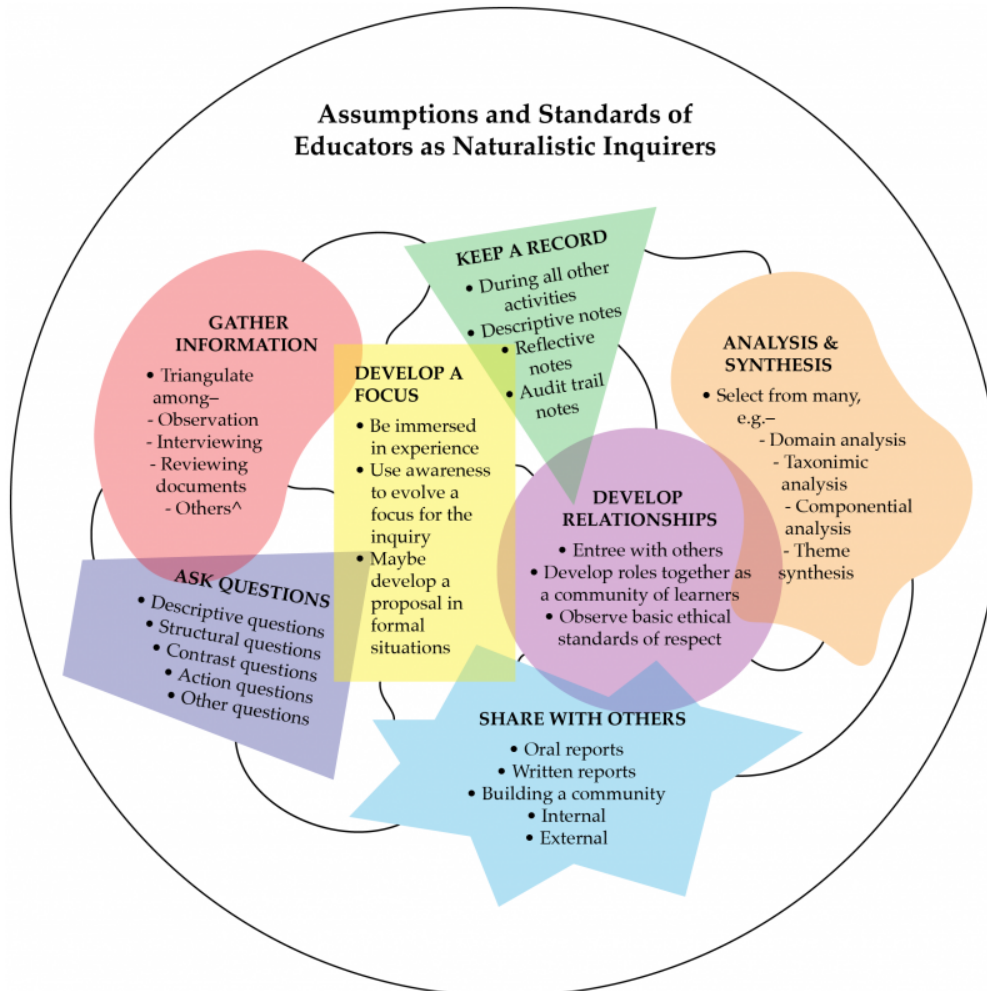 Assumptions and Standards of
Educators as Naturalistic Inquirers
KEEP A RECORD
• During all other
activities
• Descriptive notes
• Reflective
notes
• Audit trail
notes
GATHER
INFORMATION
• Triangulate
among–
- Observation
- Interviewing
- Reviewing
documents
- Others^
DEVELOP A
FOCUS
• Be immersed
in experience
• Use awareness
to evolve a
focus for the
inquiry
• Maybe
develop a
proposal in
formal
situations
ANALYSIS &
SYNTHESIS
• Select from many,
e.g.–
- Domain analysis
- Taxonimic
analysis
- Componential
analysis
- Theme
synthesis
DEVELOP
RELATIONSHIPS
• Entree with others
• Develop roles together as
a community of learners
• Observe basic ethical
standards of respect
ASK QUESTIONS
• Descriptive questions
• Structural questions
• Contrast questions
• Action questions
• Other questions
SHARE WITH OTHERS
• Oral reports
• Written reports
• Building a community
• Internal
• External